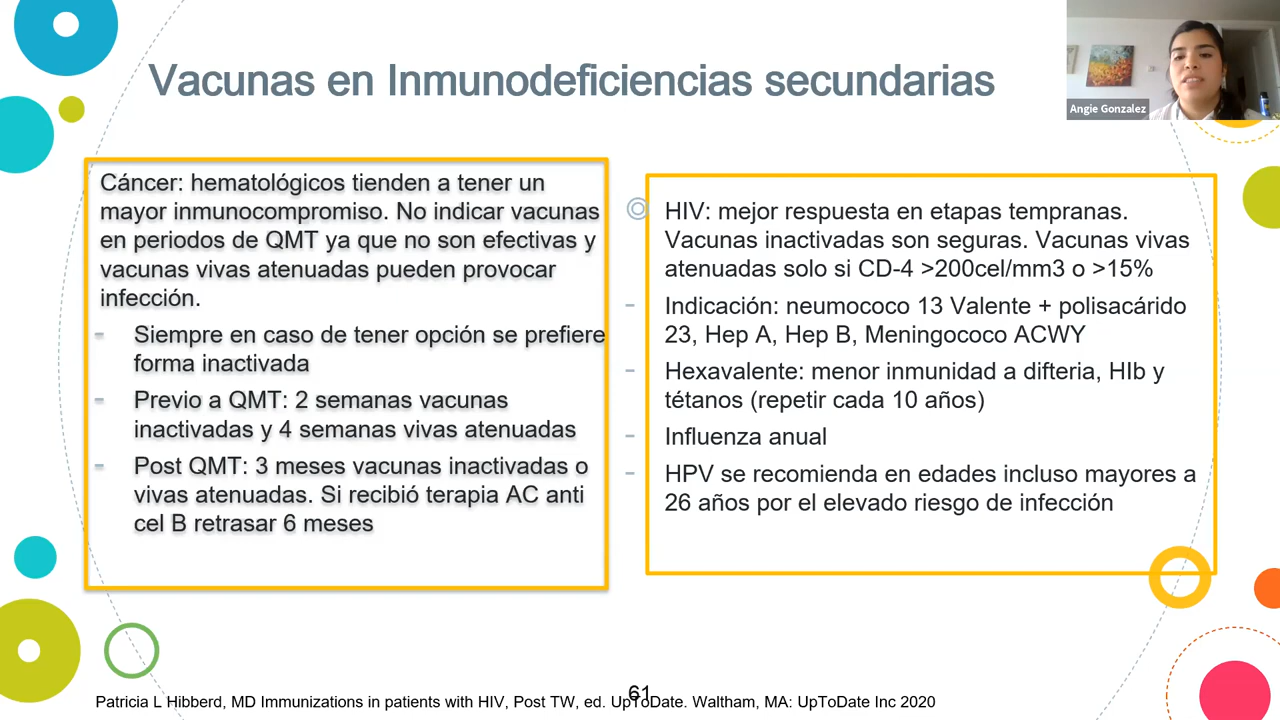 Vacunas en Inmunodeficiencias secundarias
Angie Gonzalez
Cáncer: hematológicos tienden a tener un
mayor inmunocompromiso. No indicar vacunas
en periodos de QMT ya que no son efectivas y
vacunas vivas atenuadas pueden provocar
infección.
- Siempre en caso de tener opción se prefiere
forma inactivada
- Previo a QMT: 2 semanas vacunas
inactivadas y 4 semanas vivas atenuadas
- Post QMT: 3 meses vacunas inactivadas o
vivas atenuadas. Si recibió terapia AC anti
cel B retrasar 6 meses
HIV: mejor respuesta en etapas tempranas.
Vacunas inactivadas son seguras. Vacunas vivas
atenuadas solo si CD-4 >200cel/mm3 o >15%
- Indicación: neumococo 13 Valente + polisacárido
23, Hep A, Hep B, Meningococo ACWY
- Hexavalente: menor inmunidad a difteria, HIb y
tétanos (repetir cada 10 años)
- Influenza anual
- HPV se recomienda en edades incluso mayores a
26 años por el elevado riesgo de infección
61
Patricia L Hibberd, MD Immunizations in patients with HIV, Post TW, ed. UpToDate. Waltham, MA: UpToDate Inc 2020